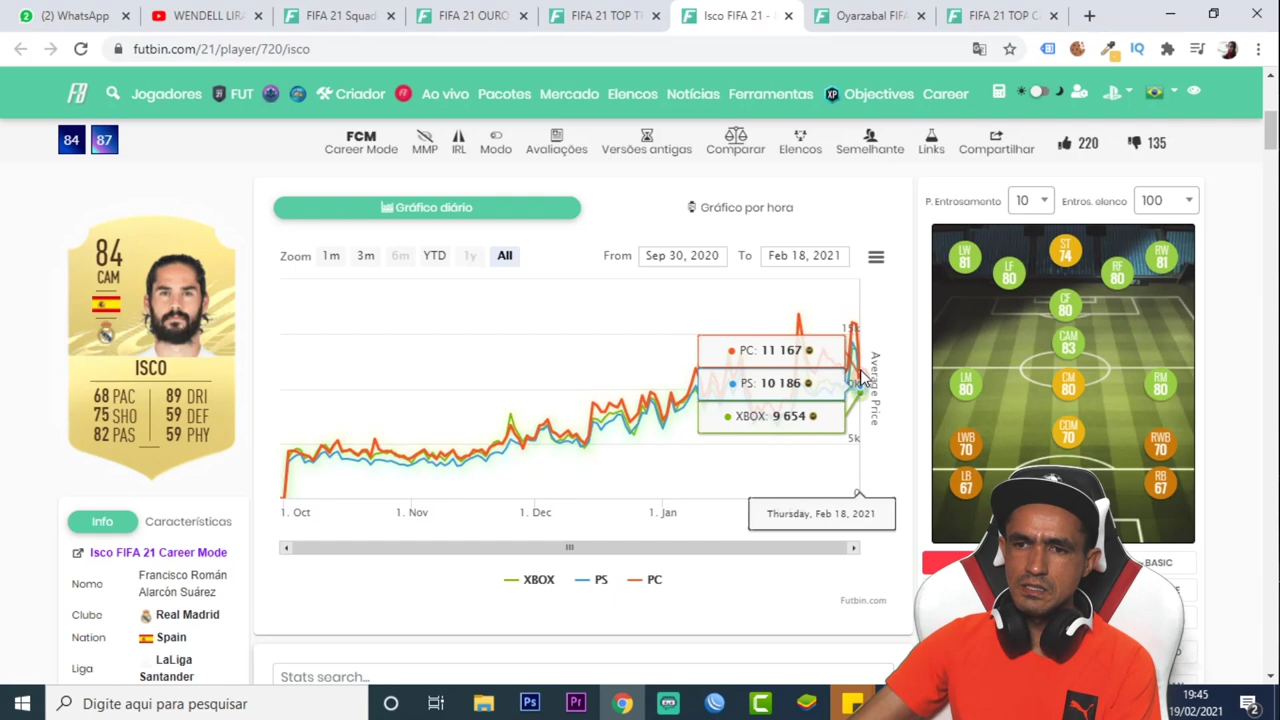 (2) WhatsApp
WENDELL LIRA
FIFA 21 Squad
FIFA 21 OURO
FIFA 21 TOP T
Isco FIFA 21 -
Oyarzabal FIFA
FIFA 21 TOP C
futbin.com/21/player/720/isco
IQ
Jogadores
FUT
Criador
Ao vivo
Pacotes
Mercado
Elencos
Notícias
Ferramentas
XP
Objectives
Career
84
87
FCM
Career Mode
MMP
IRL
Modo
Avaliações
Versões antigas
Comparar
Elencos
Semelhante
Links
Compartilhar
220
135
84
CAM
ISCO
68 PAC
89 DRI
75 SHO
59 DEF
82 PAS
59 PHY
Gráfico diário
Gráfico por hora
Zoom
1m
3m
6m
YTD
1y
All
From
Sep 30, 2020
To
Feb 18, 2021
PC: 11 167
PS: 10 186
XBOX: 9 654
Average Price
15k
5k
0
1. Oct
1. Nov
1. Dec
1. Jan
Thursday, Feb 18, 2021
XBOX
PS
PC
Futbin.com
Stats search...
P. Entrosamento
10
Entros. elenco
100
LW
81
ST
74
RW
81
LF
80
RF
80
CF
80
CAM
83
LM
80
CM
80
RM
80
CDM
70
LWB
70
RWB
70
LB
67
RB
67
BASIC
Info
Características
Isco FIFA 21 Career Mode
Nome
Francisco Román
Alarcón Suárez
Clube
Real Madrid
Nation
Spain
Liga
LaLiga
Santander
Digite aqui para pesquisar
Ps
Pr
19:45
19/02/2021
2